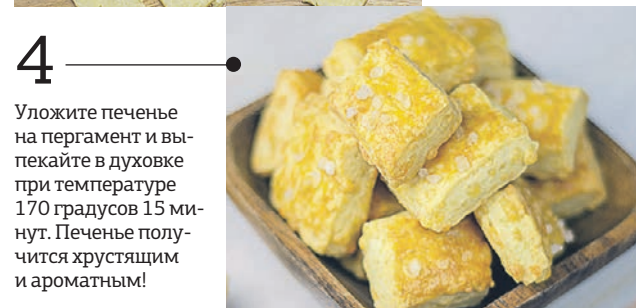 4
Уложите печенье
на пергамент и вы-
пекайте в духовке
при температуре
170 градусов 15 ми-
нут. Печенье полу-
чится хрустящим
и ароматным!